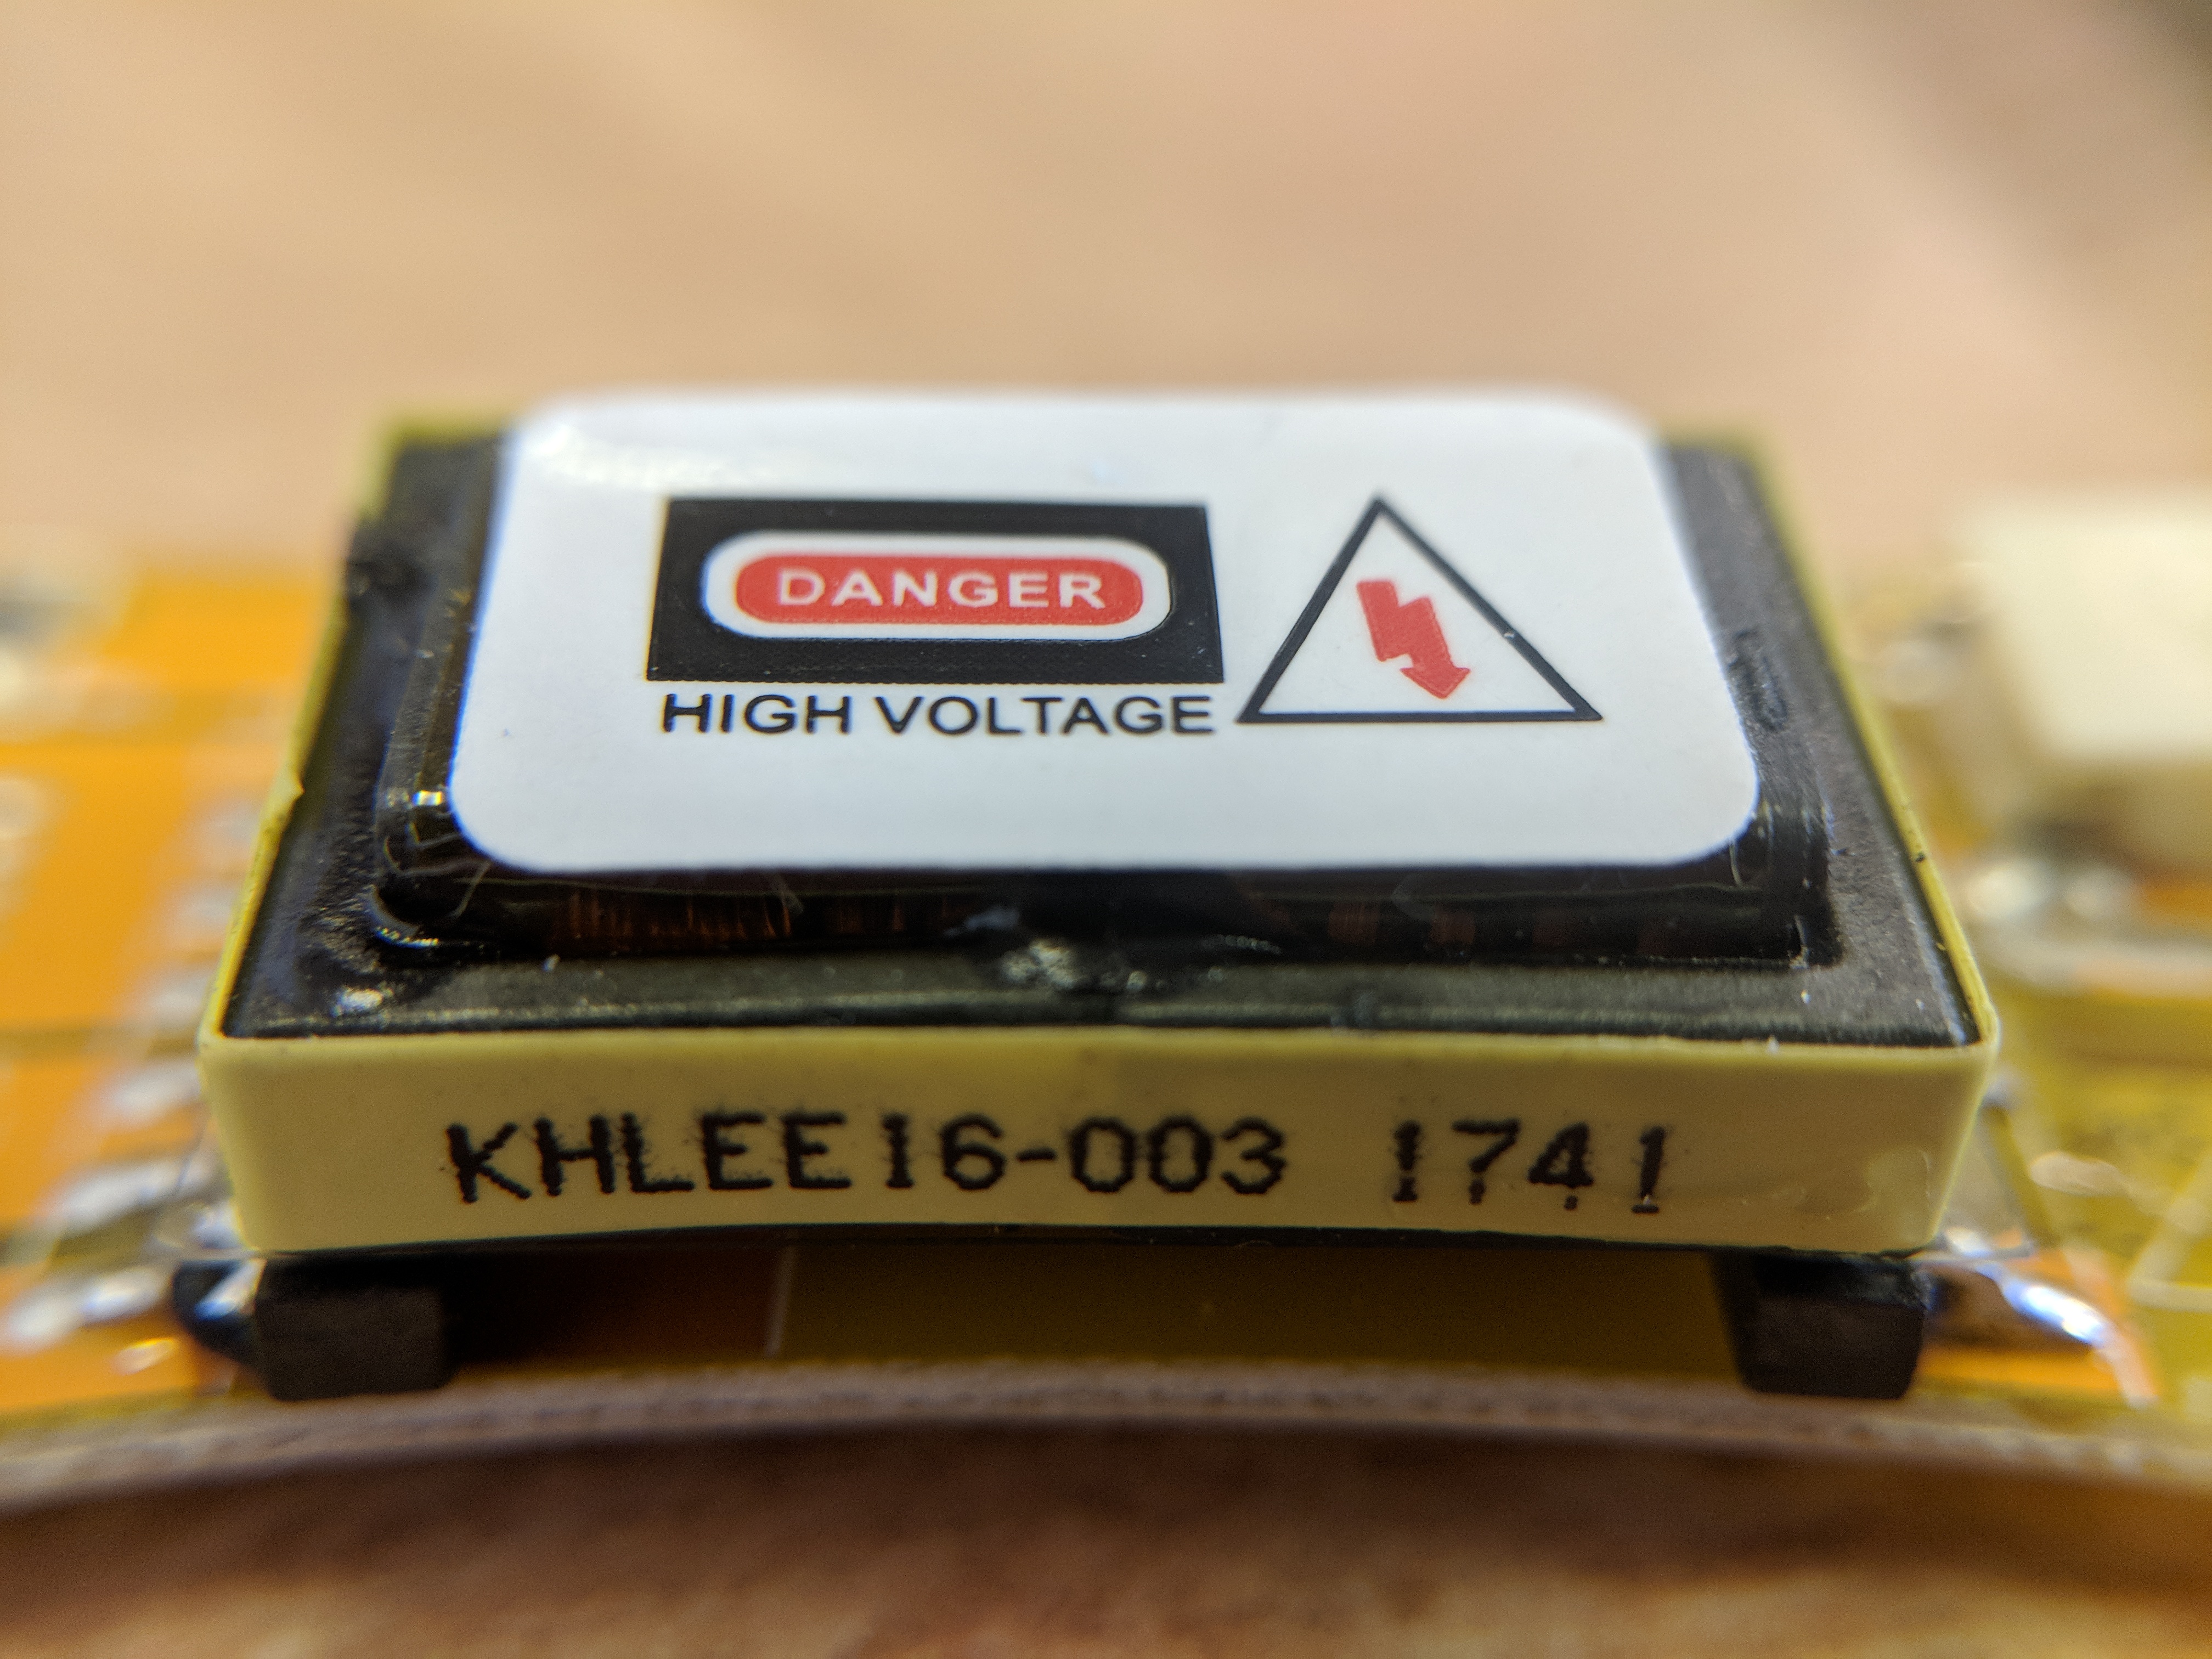 DANGER
HIGH VOLTAGE
KHLEE16-003 1741